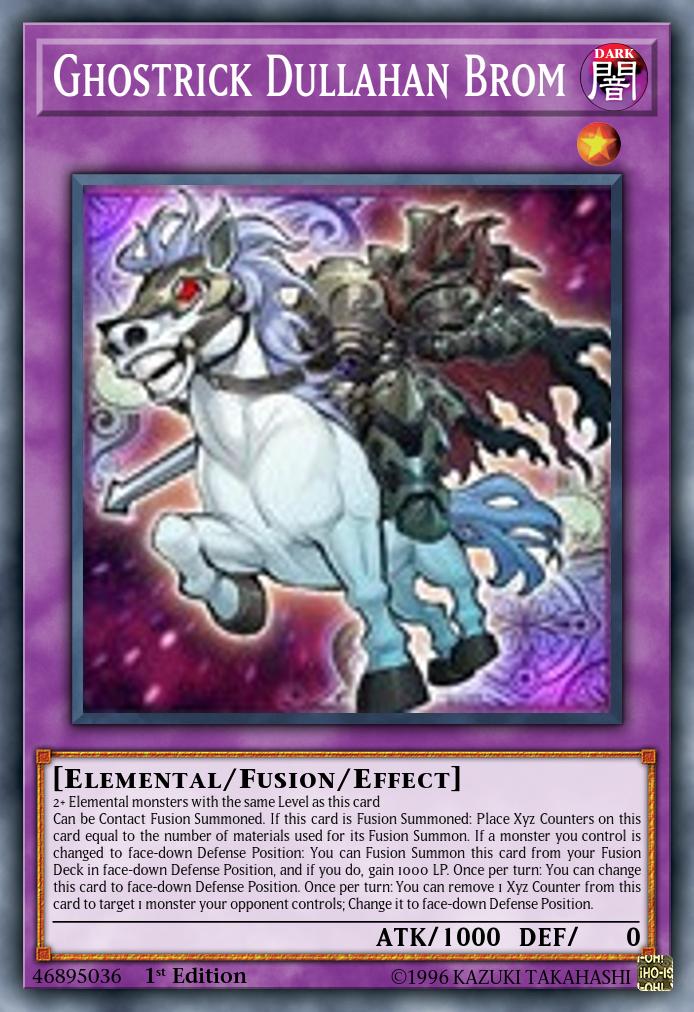 Ghostrick Dullahan Brom
DARK
闇
[Elemental/Fusion/Effect]
2+ Elemental monsters with the same Level as this card
Can be Contact Fusion Summoned. If this card is Fusion Summoned: Place Xyz Counters on this
card equal to the number of materials used for its Fusion Summon. If a monster you control is
changed to face-down Defense Position: You can Fusion Summon this card from your Fusion
Deck in face-down Defense Position, and if you do, gain 1000 LP. Once per turn: You can change
this card to face-down Defense Position. Once per turn: You can remove 1 Xyz Counter from this
card to target 1 monster your opponent controls; Change it to face-down Defense Position.
ATK/1000 DEF/ 0
46895036 1st Edition ©1996 KAZUKI TAKAHASHI